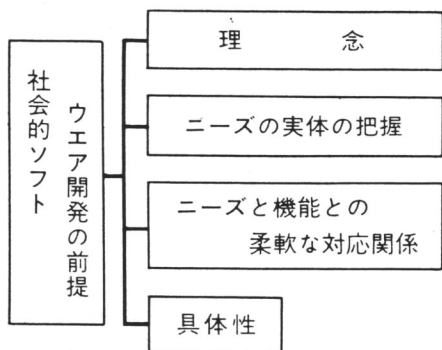 社会的ソフト
ウエア開発の前提
理念
ニーズの実体の把握
ニーズと機能との
柔軟な対応関係
具体性